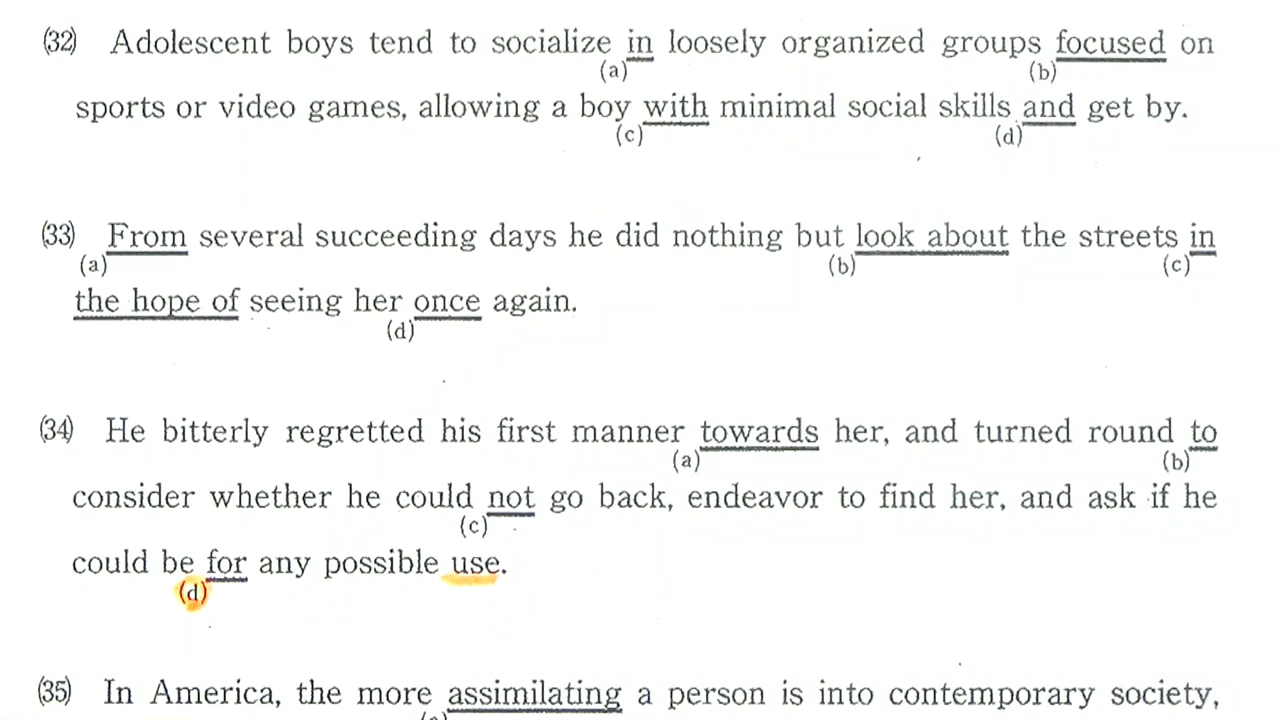 (32) Adolescent boys tend to socialize in loosely organized groups focused on
(a) (b)
sports or video games, allowing a boy with minimal social skills and get by.
(c) (d)
(33) From several succeeding days he did nothing but look about the streets in
(a) (b) (c)
the hope of seeing her once again.
(d)
(34) He bitterly regretted his first manner towards her, and turned round to
(a) (b)
consider whether he could not go back, endeavor to find her, and ask if he
(c)
could be for any possible use.
(d)
(35) In America, the more assimilating a person is into contemporary society,